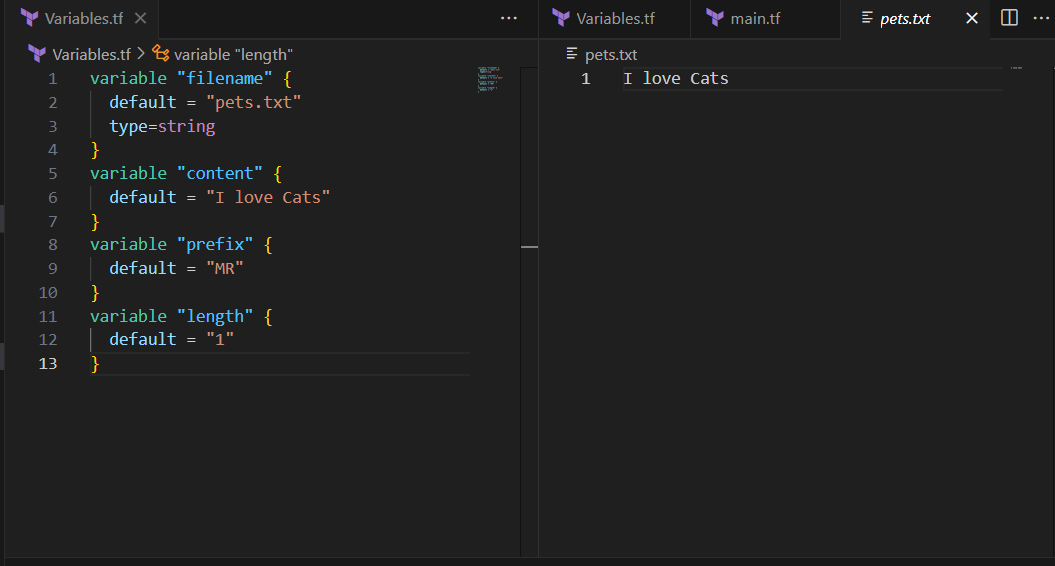 Variables.tf
Variables.tf > variable "length"
1 variable "filename" {
2 default = "pets.txt"
3 type=string
4 }
5 variable "content" {
6 default = "I love Cats"
7 }
8 variable "prefix" {
9 default = "MR"
10 }
11 variable "length" {
12 default = "1"
13 }
Variables.tf main.tf pets.txt
pets.txt
1 I love Cats